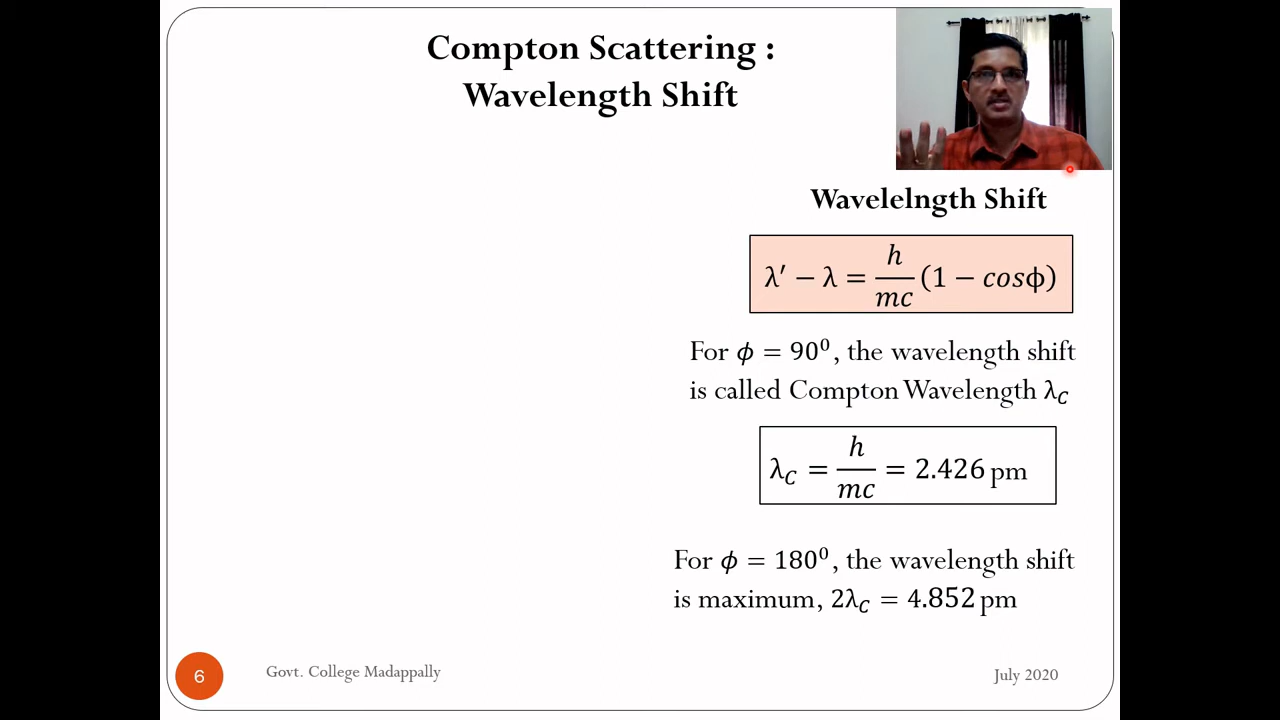 Compton Scattering :
Wavelength Shift
Wavelelngth Shift
λ′ − λ = h/mc (1 − cosϕ)
For ϕ = 90⁰, the wavelength shift
is called Compton Wavelength λ_C
λ_C = h/mc = 2.426 pm
For ϕ = 180⁰, the wavelength shift
is maximum, 2λ_C = 4.852 pm
6
Govt. College Madappally
July 2020